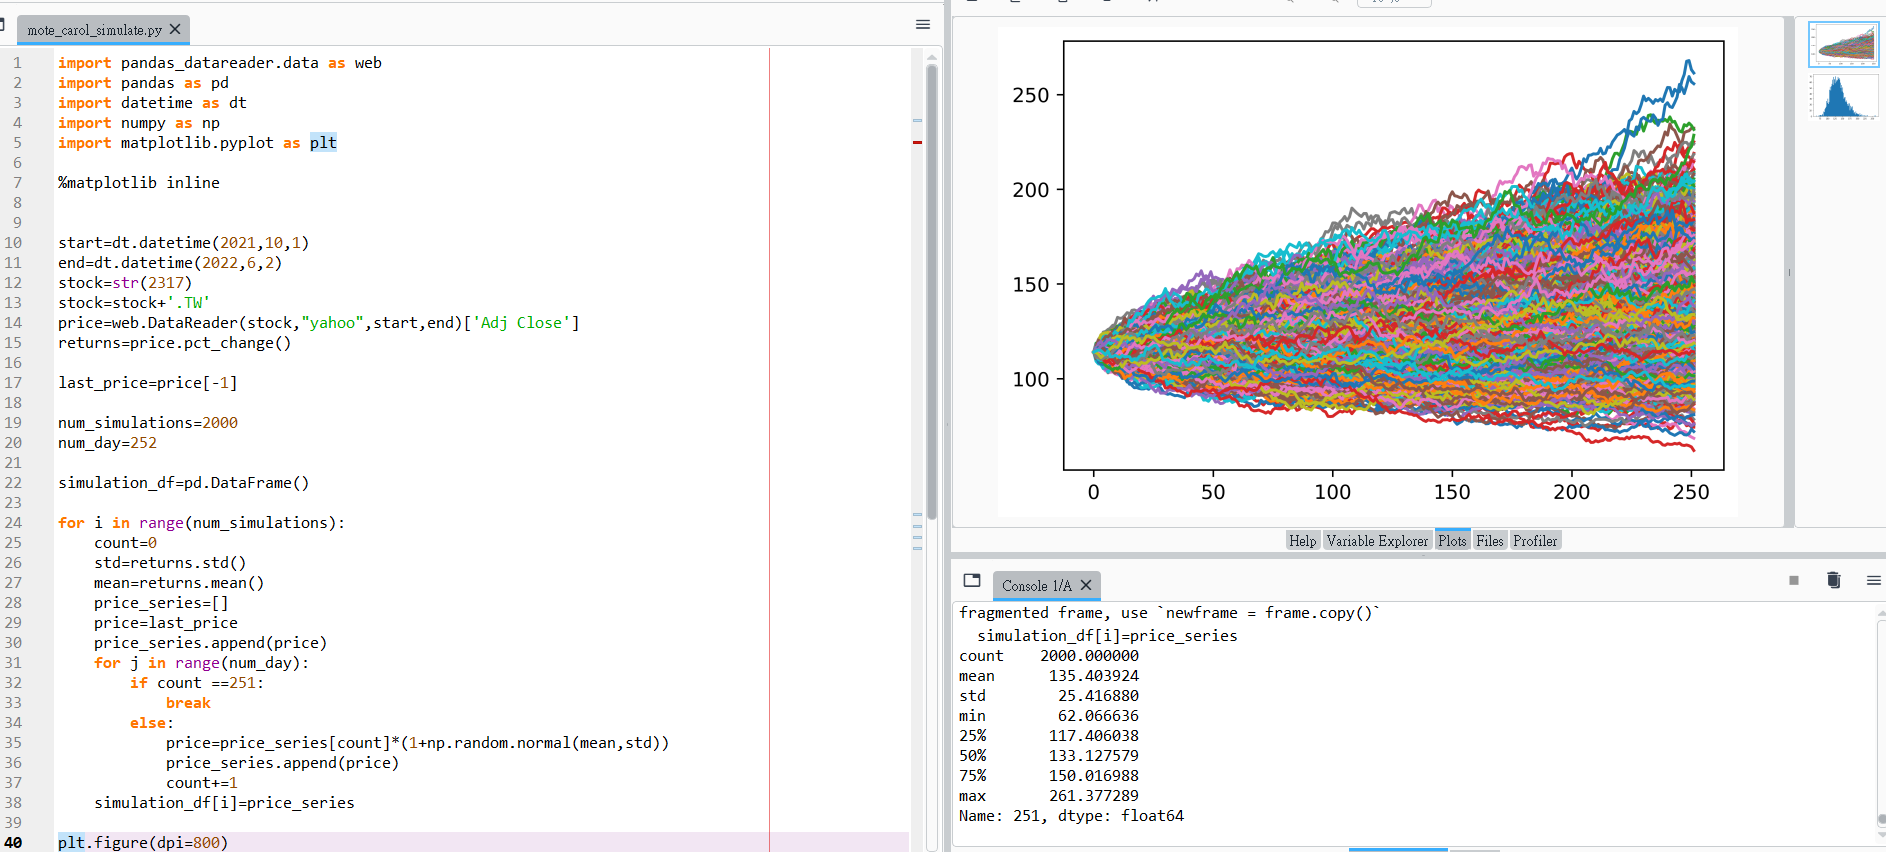 mote_carol_simulate.py
1 import pandas_datareader.data as web
2 import pandas as pd
3 import datetime as dt
4 import numpy as np
5 import matplotlib.pyplot as plt
6
7 %matplotlib inline
8
9
10 start=dt.datetime(2021,10,1)
11 end=dt.datetime(2022,6,2)
12 stock=str(2317)
13 stock=stock+'.TW'
14 price=web.DataReader(stock,"yahoo",start,end)['Adj Close']
15 returns=price.pct_change()
16
17 last_price=price[-1]
18
19 num_simulations=2000
20 num_day=252
21
22 simulation_df=pd.DataFrame()
23
24 for i in range(num_simulations):
25 count=0
26 std=returns.std()
27 mean=returns.mean()
28 price_series=[]
29 price=last_price
30 price_series.append(price)
31 for j in range(num_day):
32 if count ==251:
33 break
34 else:
35 price=price_series[count]*(1+np.random.normal(mean,std))
36 price_series.append(price)
37 count+=1
38 simulation_df[i]=price_series
39
40 plt.figure(dpi=800)
250
200
150
100
0 50 100 150 200 250
Help Variable Explorer Plots Files Profiler
Console 1/A
fragmented frame, use `newframe = frame.copy()`
simulation_df[i]=price_series
count 2000.000000
mean 135.403924
std 25.416880
min 62.066636
25% 117.406038
50% 133.127579
75% 150.016988
max 261.377289
Name: 251, dtype: float64